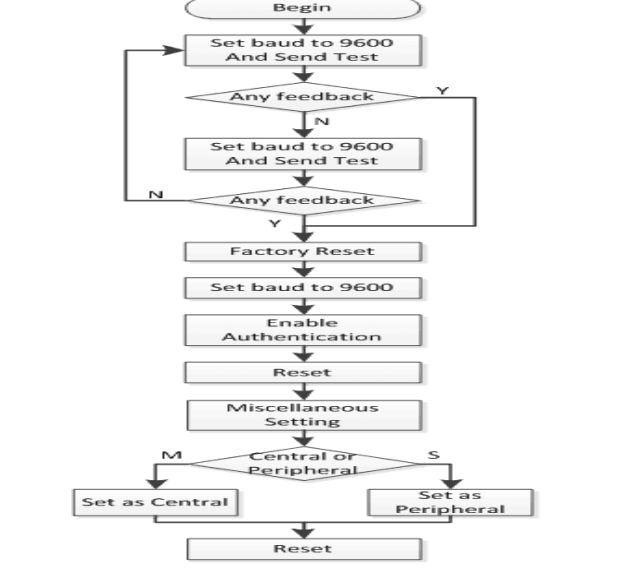 Begin
Set baud to 9600
And Send Test
Any feedback
Y
N
Set baud to 9600
And Send Test
N
Any feedback
Y
Factory Reset
Set baud to 9600
Enable
Authentication
Reset
Miscellaneous
Setting
M
Central or
Peripheral
S
Set as Central
Set as
Peripheral
Reset